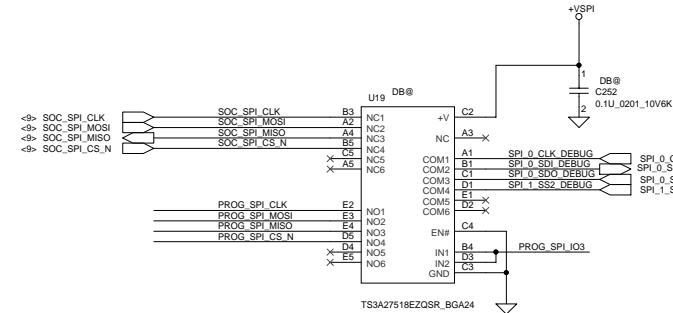 +VSPI
1
DB@
C252
2
0.1U_0201_10V6K
U19
DB@
<9> SOC_SPI_CLK
SOC_SPI_CLK
B3
NC1
+V
C2
<9> SOC_SPI_MOSI
SOC_SPI_MOSI
A2
NC2
<9> SOC_SPI_MISO
SOC_SPI_MISO
A4
NC3
NC
A3
<9> SOC_SPI_CS_N
SOC_SPI_CS_N
B5
NC4
C5
NC5
COM1
A1
SPI_0_CLK_DEBUG
A5
NC6
COM2
B1
SPI_0_SDI_DEBUG
SPI_0_S
COM3
C1
SPI_0_SDO_DEBUG
SPI_0_S
COM4
D1
SPI_1_SS2_DEBUG
SPI_1_S
COM5
E1
PROG_SPI_CLK
E2
NO1
COM6
D2
PROG_SPI_MOSI
E3
NO2
PROG_SPI_MISO
E4
NO3
EN#
C4
PROG_SPI_CS_N
D5
NO4
D4
NO5
IN1
B4
PROG_SPI_IO3
E5
NO6
IN2
D3
GND
C3
TS3A27518EZQSR_BGA24